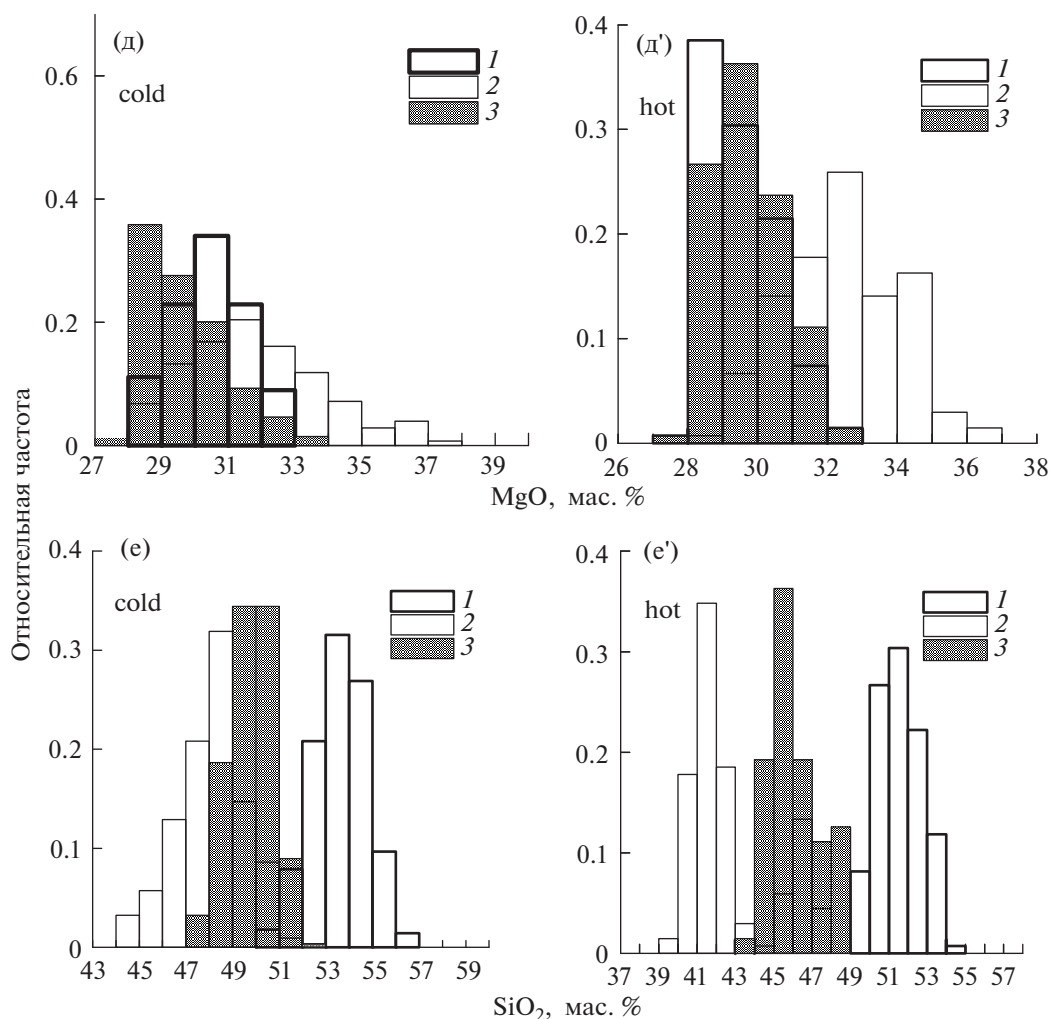 Относительная частота
(д)
cold
1
2
3
0.6
0.4
0.2
0
27 29 31 33 35 37 39
(д')
hot
1
2
3
0.4
0.3
0.2
0.1
0
26 28 30 32 34 36 38
MgO, мас. %
(е)
cold
1
2
3
0.4
0.3
0.2
0.1
0
43 45 47 49 51 53 55 57 59
(е')
hot
1
2
3
0.4
0.3
0.2
0.1
0
37 39 41 43 45 47 49 51 53 55 57
SiO₂, мас. %